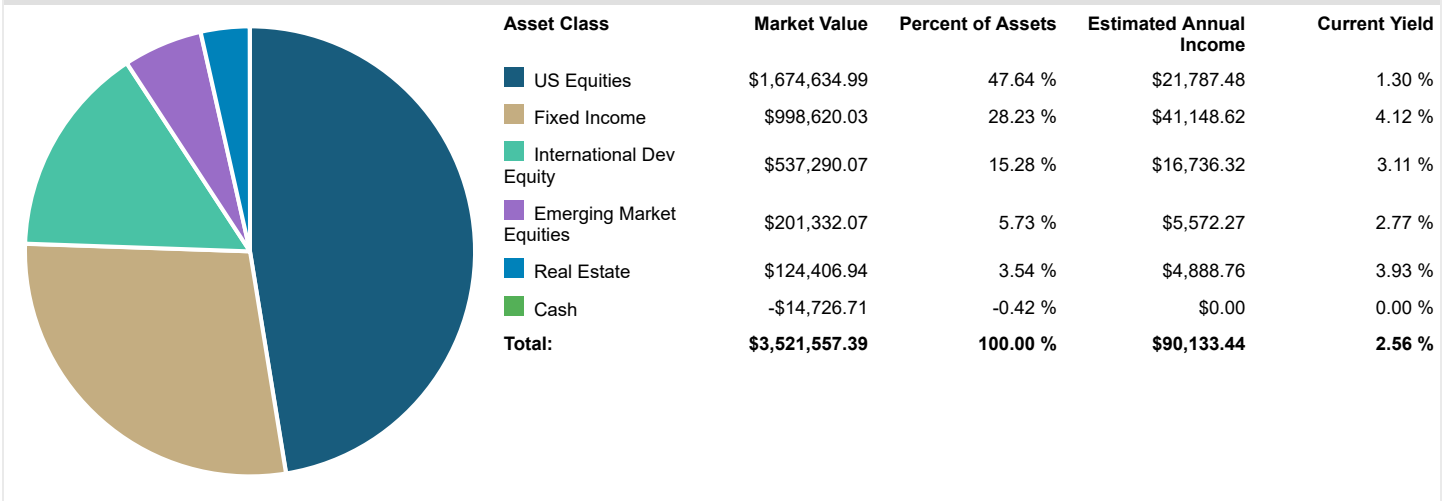 Asset Class Market Value Percent of Assets Estimated Annual Income Current Yield
US Equities $1,674,634.99 47.64 % $21,787.48 1.30 %
Fixed Income $998,620.03 28.23 % $41,148.62 4.12 %
International Dev Equity $537,290.07 15.28 % $16,736.32 3.11 %
Emerging Market Equities $201,332.07 5.73 % $5,572.27 2.77 %
Real Estate $124,406.94 3.54 % $4,888.76 3.93 %
Cash -$14,726.71 -0.42 % $0.00 0.00 %
Total: $3,521,557.39 100.00 % $90,133.44 2.56 %